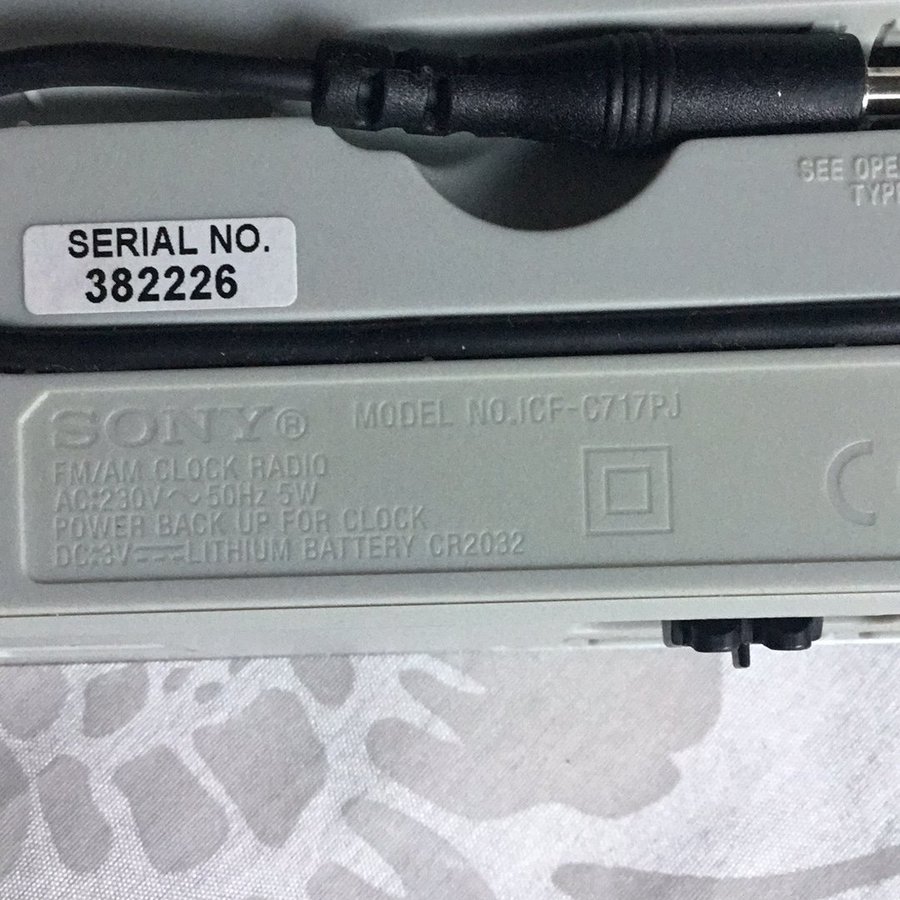 SEE OPE
TYP
SERIAL NO.
382226
SONY® MODEL NO.ICF-C717PJ
FM/AM CLOCK RADIO
AC:230V～50Hz 5W
POWER BACK UP FOR CLOCK
DC:3V⎓LITHIUM BATTERY CR2032